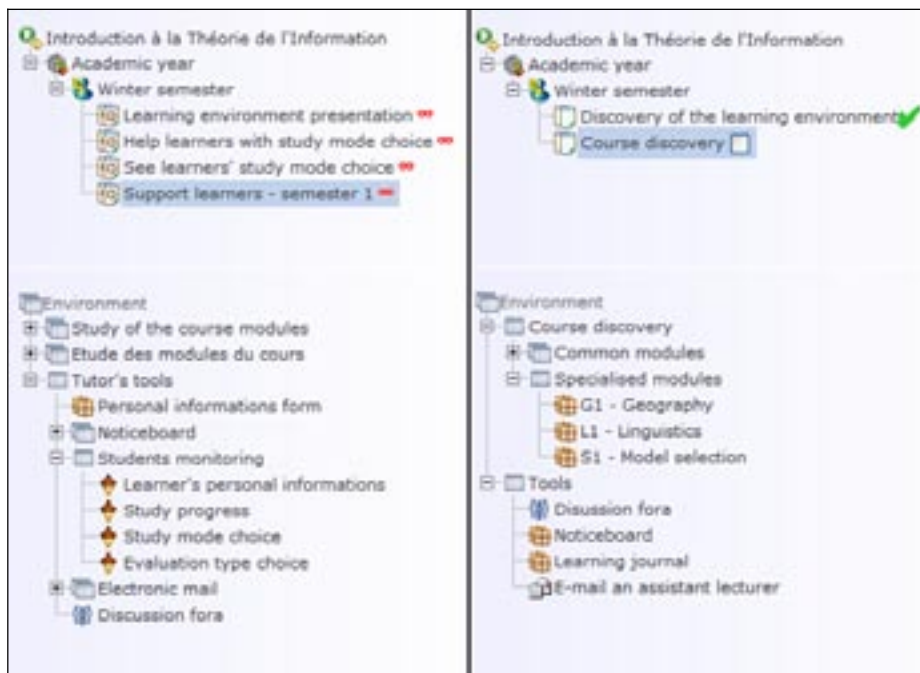 Introduction à la Théorie de l'Information
Academic year
Winter semester
Learning environment presentation
Help learners with study mode choice
See learners' study mode choice
Support learners - semester 1
Environment
Study of the course modules
Etude des modules du cours
Tutor's tools
Personal informations form
Noticeboard
Students monitoring
Learner's personal informations
Study progress
Study mode choice
Evaluation type choice
Electronic mail
Discussion fora
Introduction à la Théorie de l'Information
Academic year
Winter semester
Discovery of the learning environment
Course discovery
Environment
Course discovery
Common modules
Specialised modules
G1 - Geography
L1 - Linguistics
S1 - Model selection
Tools
Disussion fora
Noticeboard
Learning journal
E-mail an assistant lecturer